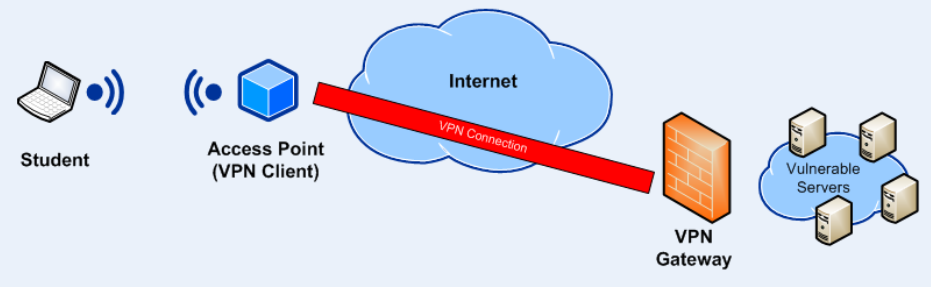 Internet
VPN Connection
Student
Access Point
(VPN Client)
Vulnerable
Servers
VPN
Gateway